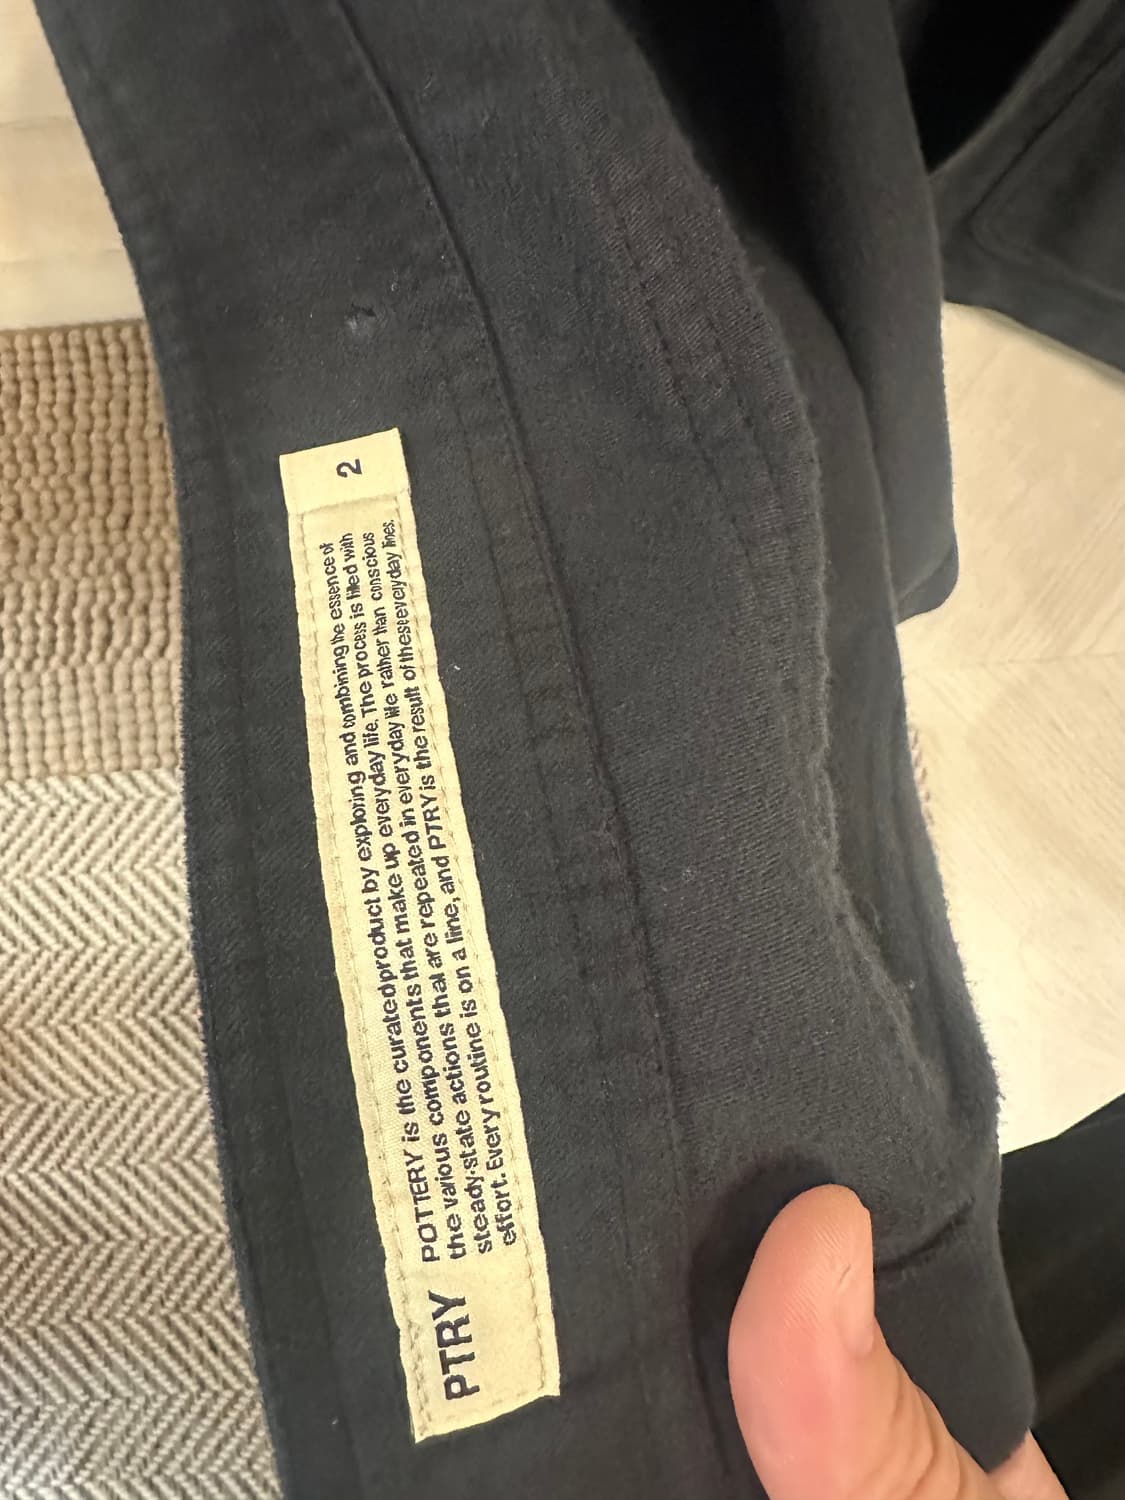 PTRY
POTTERY is the curated product by exploring and combining the essence of
the various components that make up everyday life. The process is filled with
steady-state actions that are repeated in everyday life rather than conscious
effort. Every routine is on a line, and PTRY is the result of these everyday lines.
2